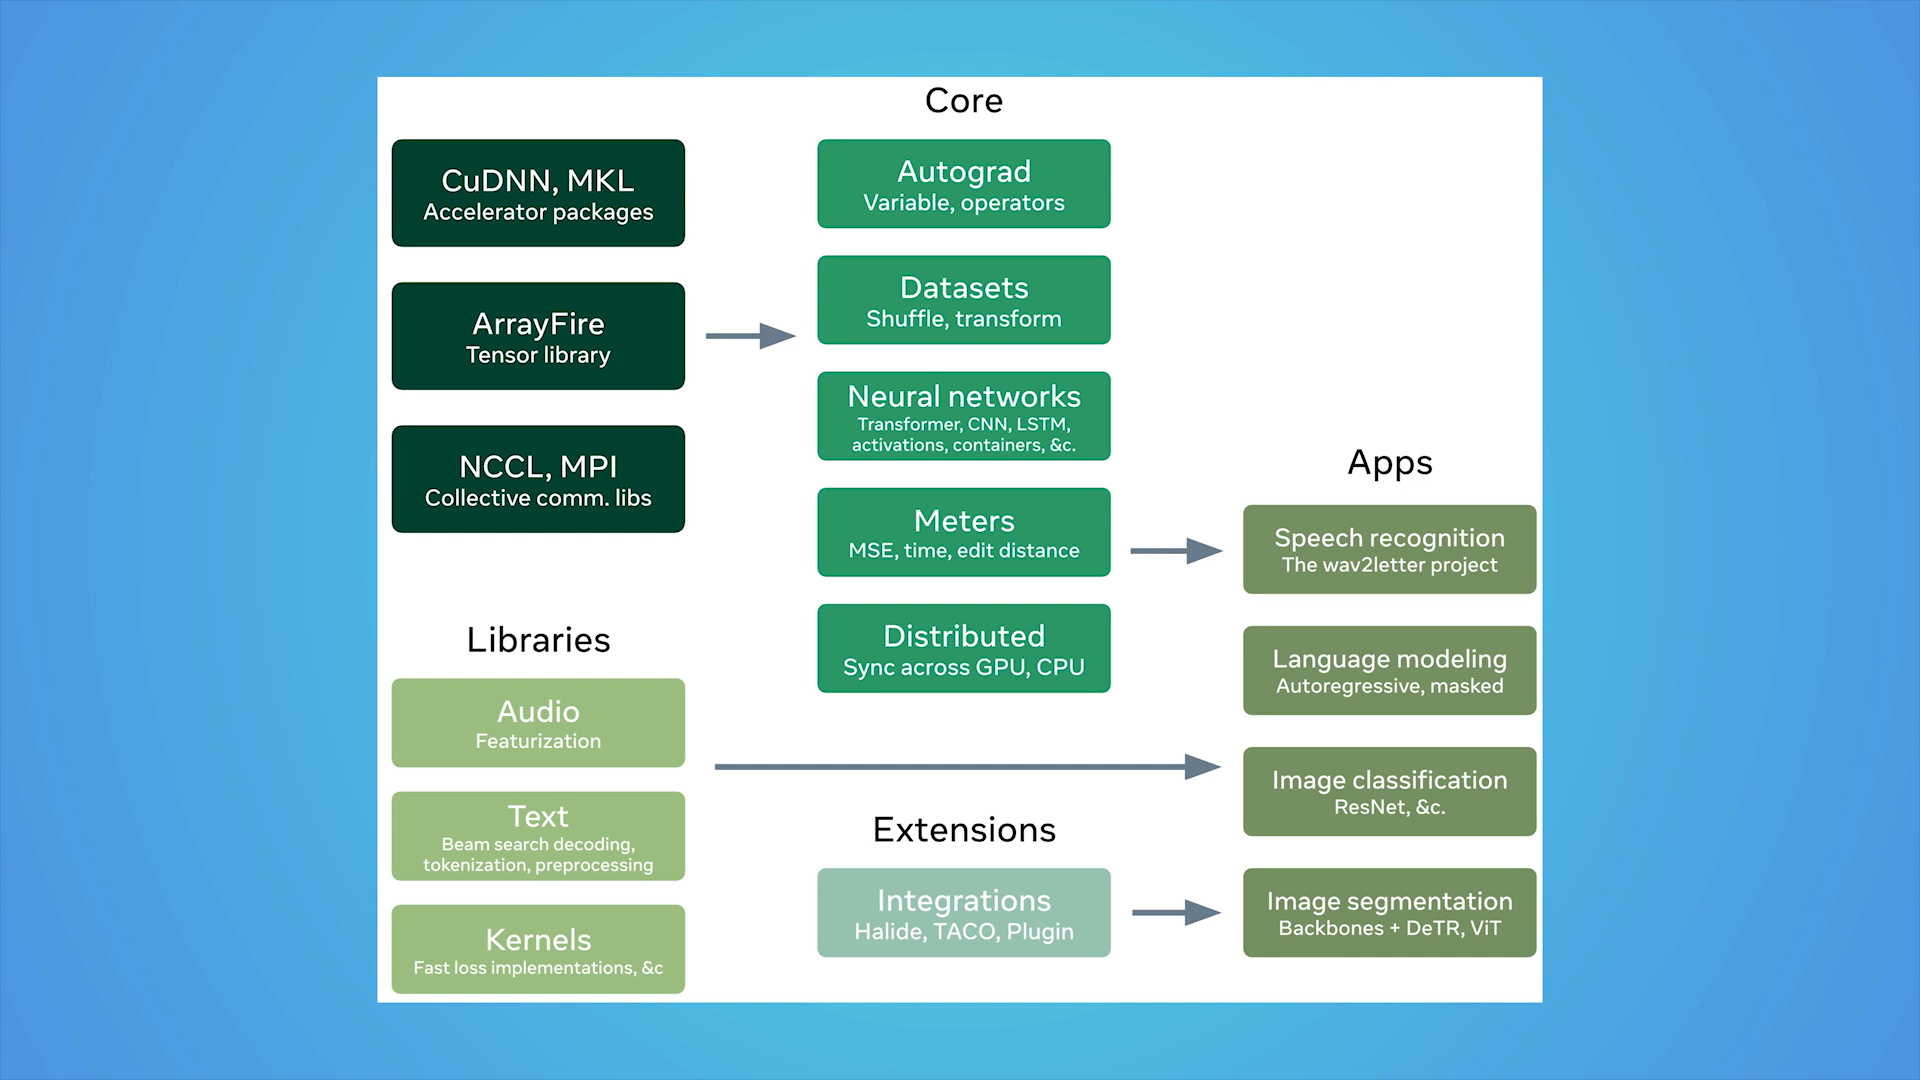 Core
CuDNN, MKL
Accelerator packages
ArrayFire
Tensor library
NCCL, MPI
Collective comm. libs
Autograd
Variable, operators
Datasets
Shuffle, transform
Neural networks
Transformer, CNN, LSTM,
activations, containers, &c.
Meters
MSE, time, edit distance
Distributed
Sync across GPU, CPU
Libraries
Audio
Featurization
Text
Beam search decoding,
tokenization, preprocessing
Kernels
Fast loss implementations, &c
Extensions
Integrations
Halide, TACO, Plugin
Apps
Speech recognition
The wav2letter project
Language modeling
Autoregressive, masked
Image classification
ResNet, &c.
Image segmentation
Backbones + DeTR, ViT